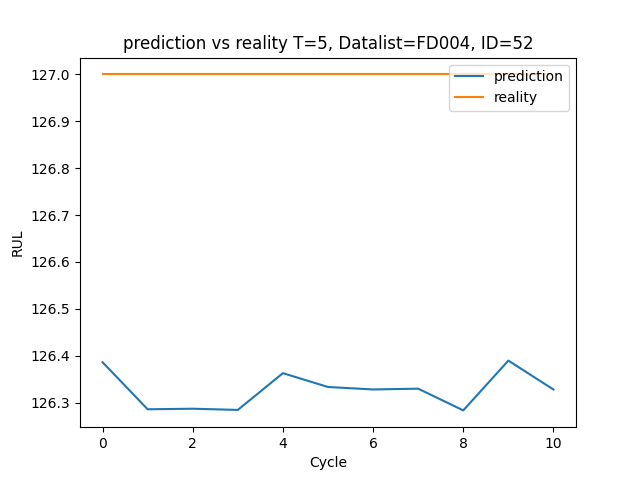 prediction vs reality T=5, Datalist=FD004, ID=52
127.0
126.9
126.8
126.7
126.6
126.5
126.4
126.3
RUL
prediction
reality
0 2 4 6 8 10
Cycle